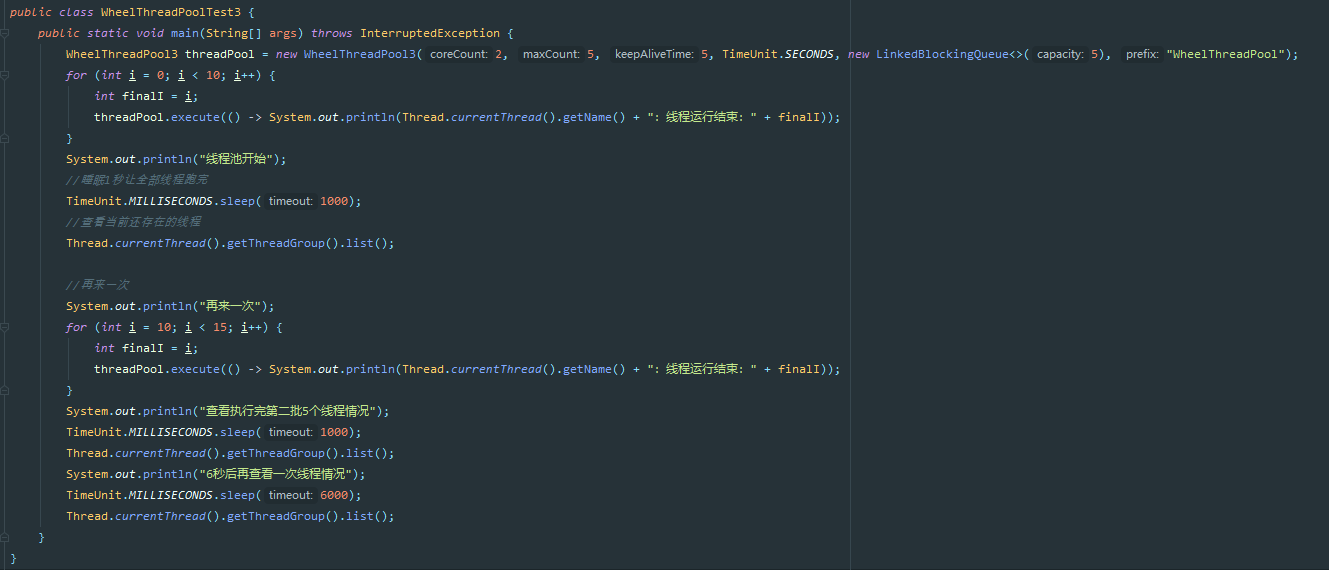 public class WheelThreadPoolTest3 {
public static void main(String[] args) throws InterruptedException {
WheelThreadPool3 threadPool = new WheelThreadPool3( coreCount: 2, maxCount: 5, keepAliveTime: 5, TimeUnit.SECONDS, new LinkedBlockingQueue<>( capacity: 5), prefix: "WheelThreadPool");
for (int i = 0; i < 10; i++) {
int finalI = i;
threadPool.execute(() -> System.out.println(Thread.currentThread().getName() + ": 线程运行结束: " + finalI));
}
System.out.println("线程池开始");
//睡眠1秒让全部线程跑完
TimeUnit.MILLISECONDS.sleep( timeout: 1000);
//查看当前还存在的线程
Thread.currentThread().getThreadGroup().list();
//再来一次
System.out.println("再来一次");
for (int i = 10; i < 15; i++) {
int finalI = i;
threadPool.execute(() -> System.out.println(Thread.currentThread().getName() + ": 线程运行结束: " + finalI));
}
System.out.println("查看执行完第二批5个线程情况");
TimeUnit.MILLISECONDS.sleep( timeout: 1000);
Thread.currentThread().getThreadGroup().list();
System.out.println("6秒后再查看一次线程情况");
TimeUnit.MILLISECONDS.sleep( timeout: 6000);
Thread.currentThread().getThreadGroup().list();
}
}